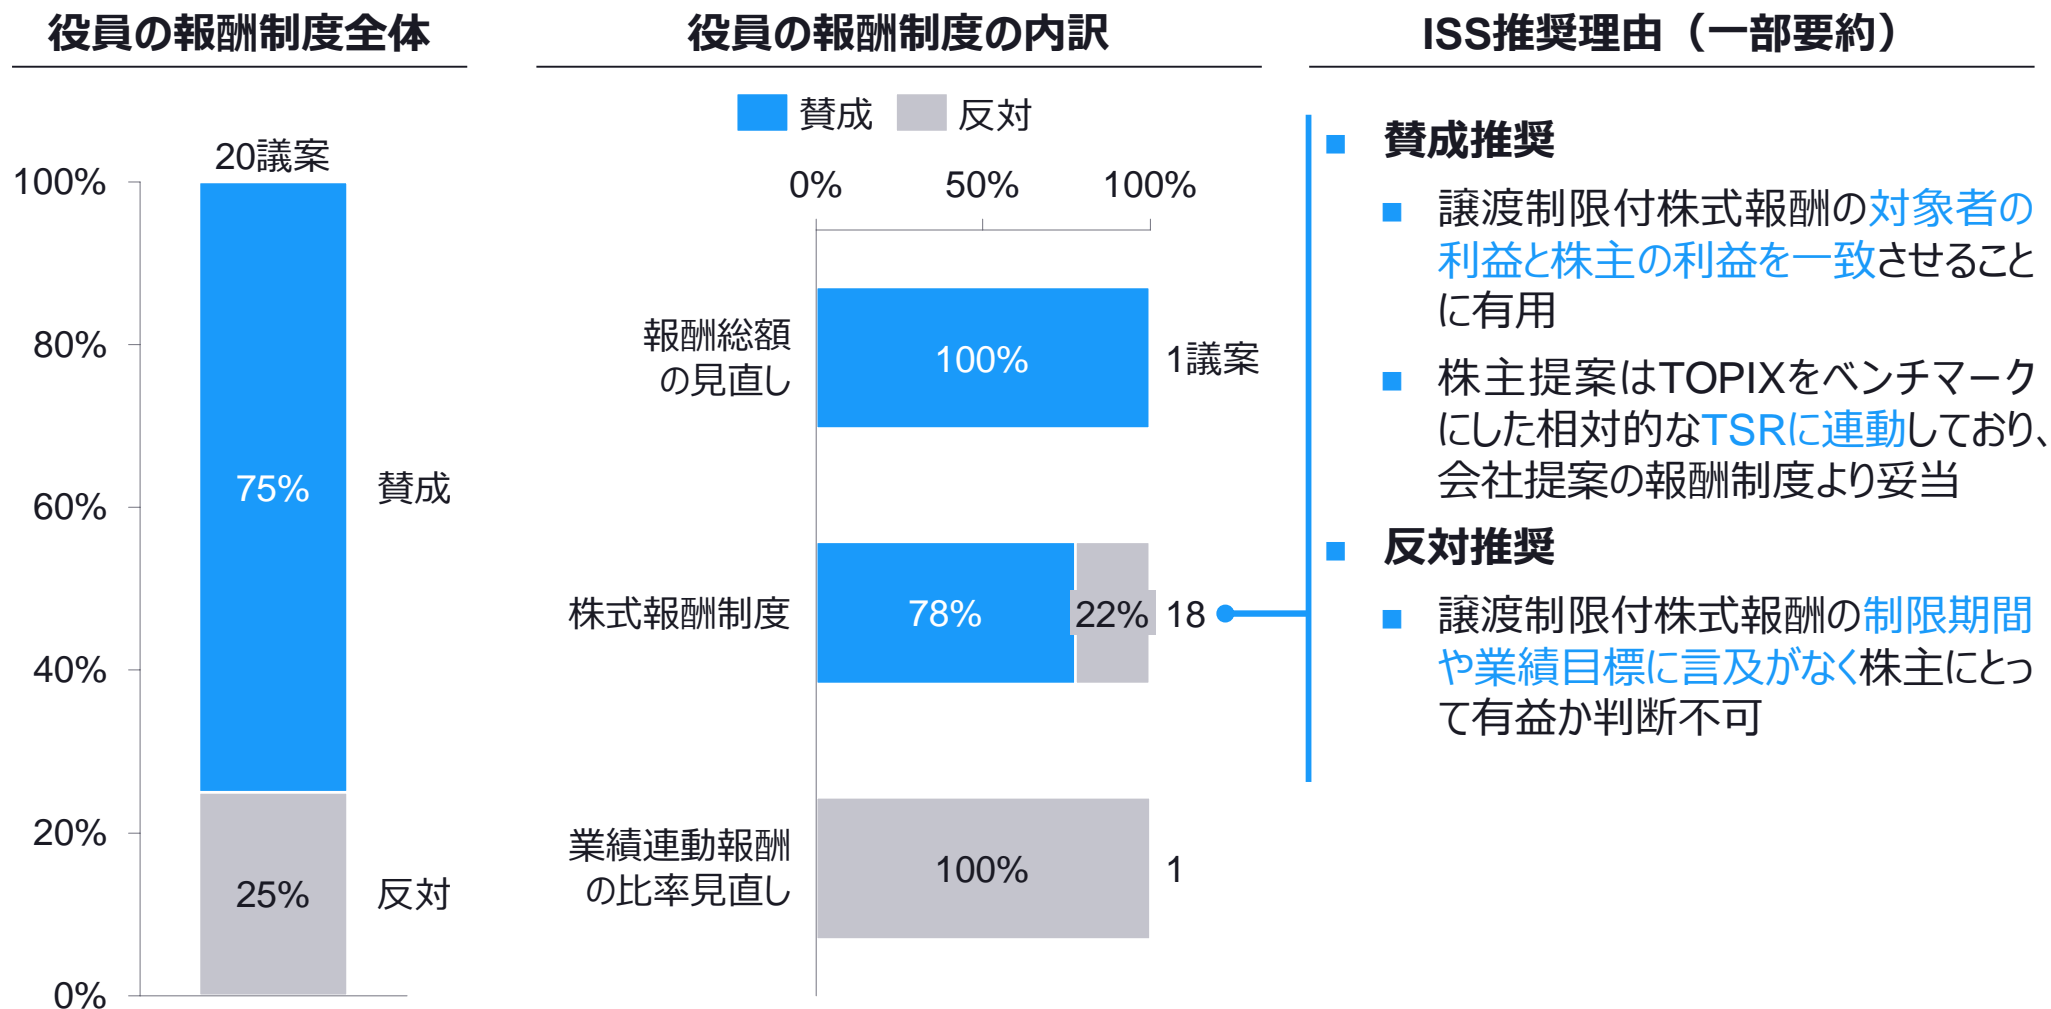 役員の報酬制度全体
20議案
100%
80%
60%
40%
20%
0%
75%
賛成
25%
反対
役員の報酬制度の内訳
賛成
反対
0%
50%
100%
報酬総額
の見直し
100%
1議案
株式報酬制度
78%
22%
18
業績連動報酬
の比率見直し
100%
1
ISS推奨理由（一部要約）
賛成推奨
譲渡制限付株式報酬の対象者の
利益と株主の利益を一致させること
に有用
株主提案はTOPIXをベンチマーク
にした相対的なTSRに連動しており、
会社提案の報酬制度より妥当
反対推奨
譲渡制限付株式報酬の制限期間
や業績目標に言及がなく株主にとっ
て有益か判断不可